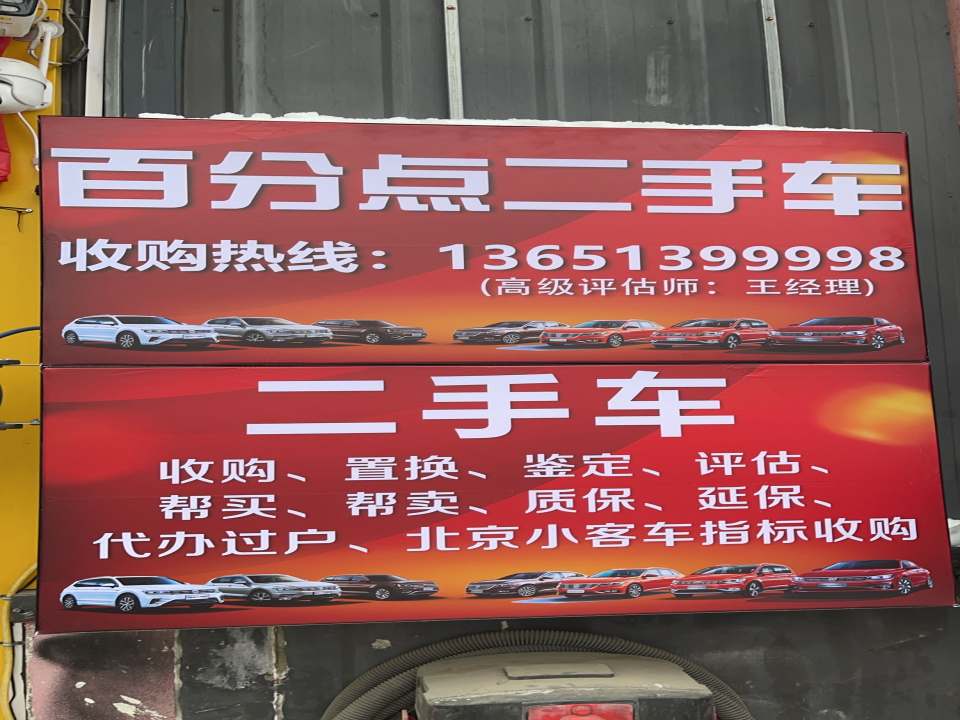 百分点二手车
收购热线：13651399998
(高级评估师：王经理)
二手车
收购、置换、鉴定、评估、
帮买、帮卖、质保、延保、
代办过户、北京小客车指标收购